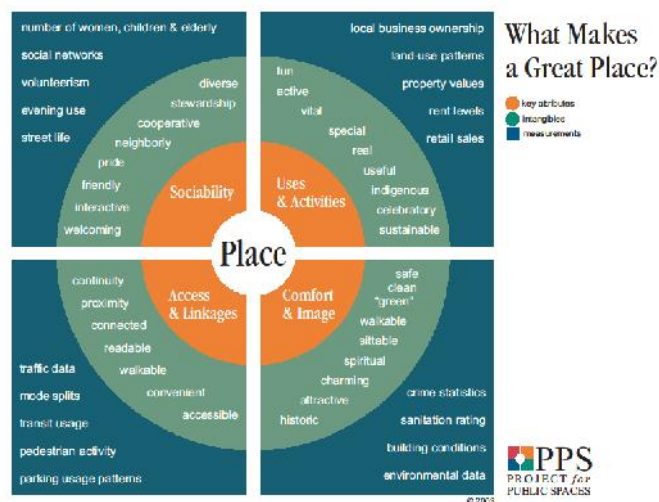 What Makes
a Great Place?
key atributes
intangibles
measurements
number of women, children & elderly
social networks
volunteerism
evening use
street life
diverse
stewardship
cooperative
neighborly
pride
friendly
interactive
welcoming
Sociability
local business ownership
land-use patterns
property values
rent levels
retail sales
fun
active
vital
special
real
useful
indigenous
celebratory
sustainable
Uses
& Activities
Place
continuity
proximity
connected
readable
walkable
convenient
accessible
Access
& Linkages
traffic data
mode splits
transit usage
pedestrian activity
parking usage patterns
Comfort
& Image
safe
clean
"green"
walkable
sittable
spiritual
charming
attractive
historic
crime statistics
sanitation rating
building conditions
environmental data
PPS
PROJECT for
PUBLIC SPACES
© 2003